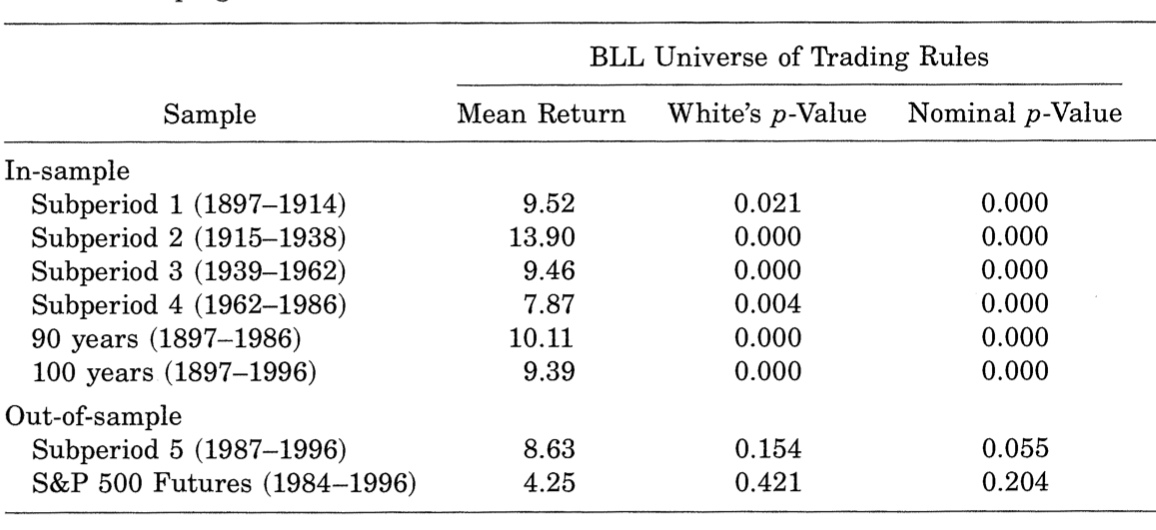 BLL Universe of Trading Rules
Sample Mean Return White's p-Value Nominal p-Value
In-sample
Subperiod 1 (1897–1914) 9.52 0.021 0.000
Subperiod 2 (1915–1938) 13.90 0.000 0.000
Subperiod 3 (1939–1962) 9.46 0.000 0.000
Subperiod 4 (1962–1986) 7.87 0.004 0.000
90 years (1897–1986) 10.11 0.000 0.000
100 years (1897–1996) 9.39 0.000 0.000
Out-of-sample
Subperiod 5 (1987–1996) 8.63 0.154 0.055
S&P 500 Futures (1984–1996) 4.25 0.421 0.204